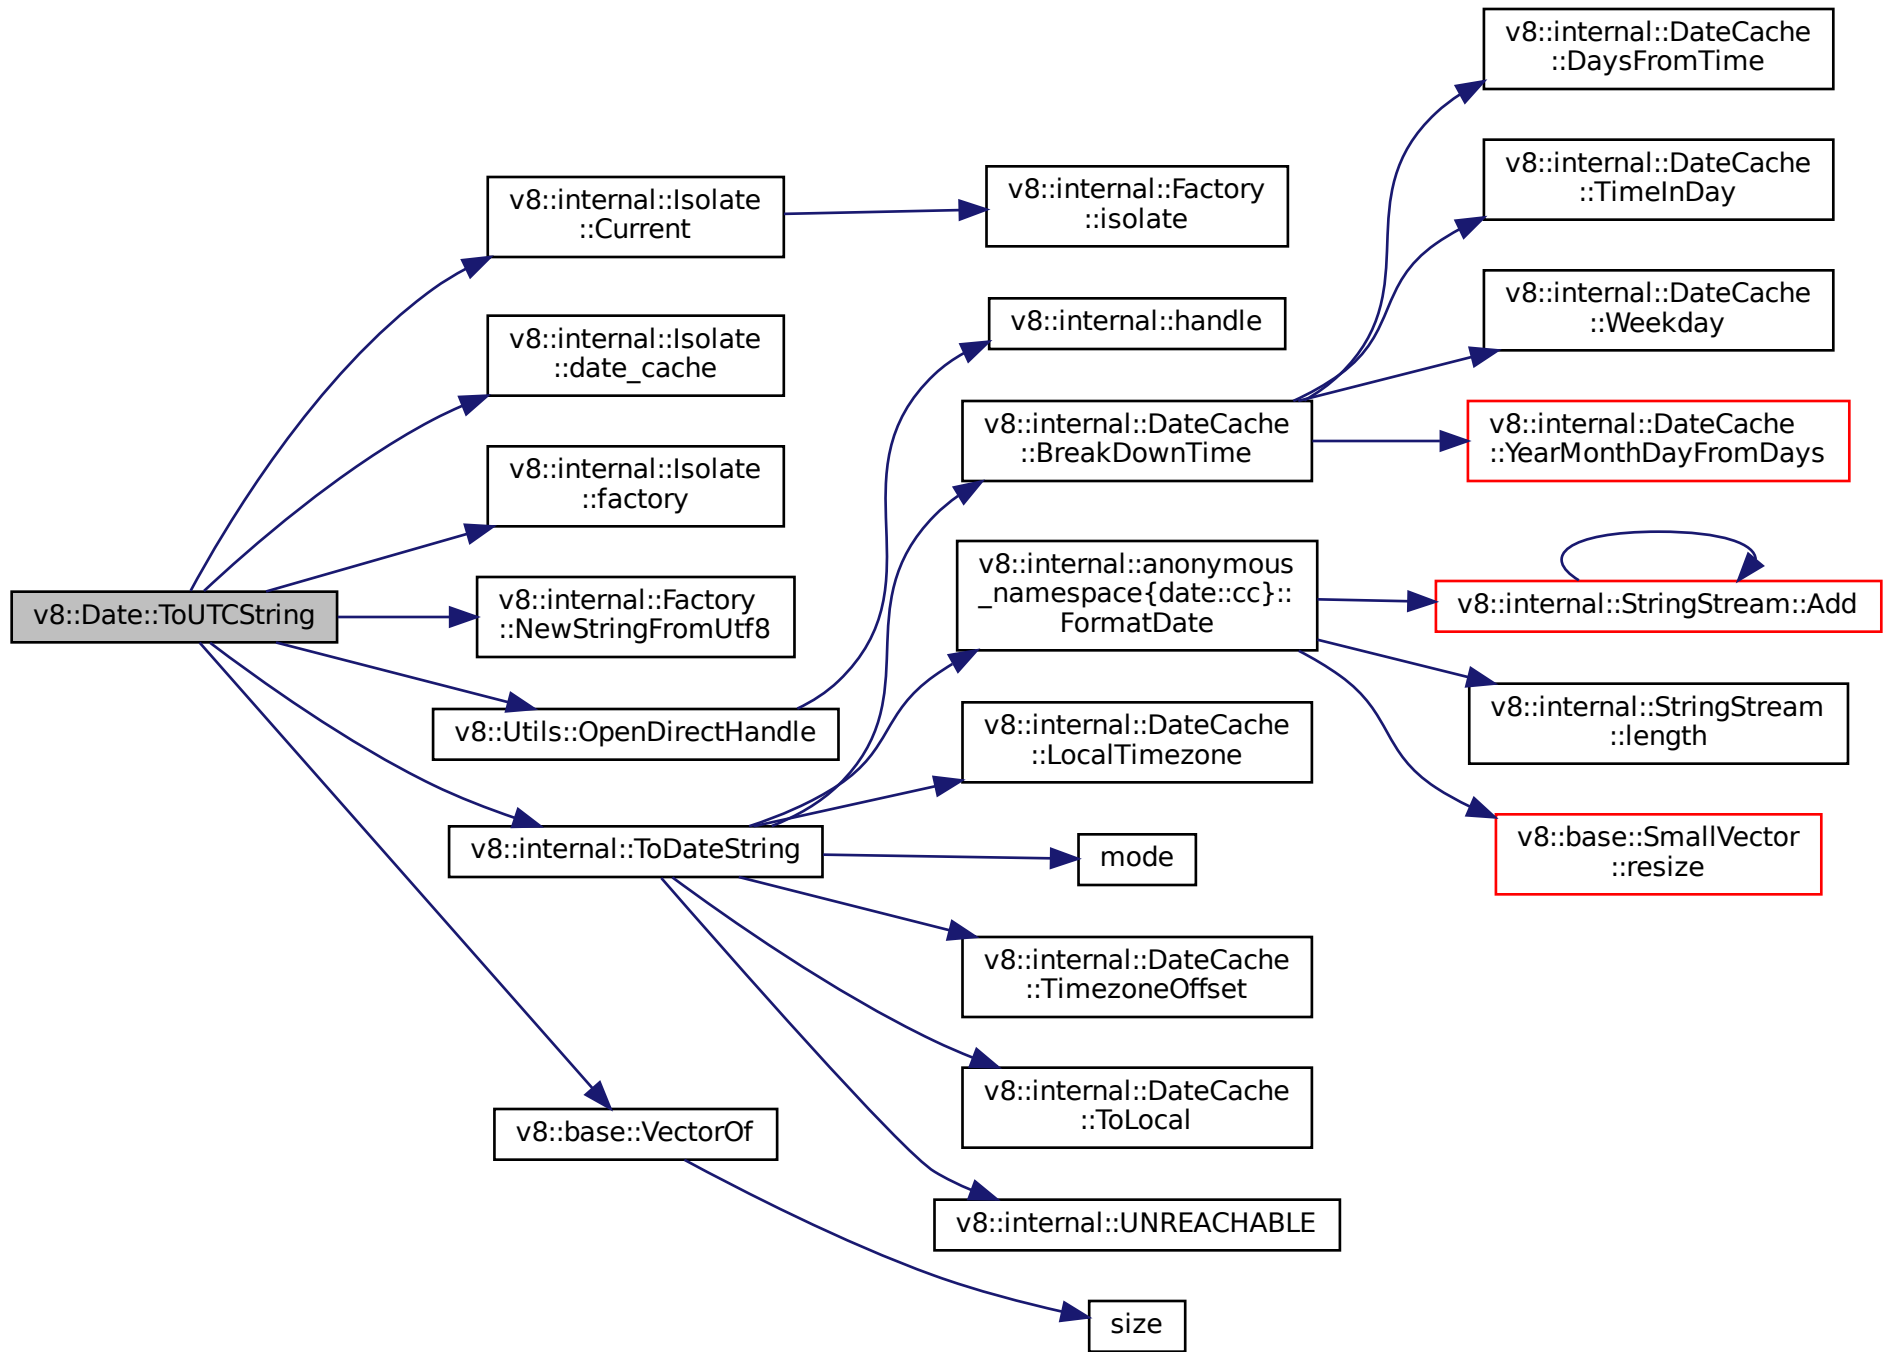 v8::Date::ToUTCString
v8::internal::Isolate
::Current
v8::internal::Isolate
::date_cache
v8::internal::Isolate
::factory
v8::internal::Factory
::NewStringFromUtf8
v8::Utils::OpenDirectHandle
v8::internal::ToDateString
v8::base::VectorOf
v8::internal::Factory
::isolate
v8::internal::handle
v8::internal::DateCache
::BreakDownTime
v8::internal::anonymous
_namespace{date::cc}::
FormatDate
v8::internal::DateCache
::LocalTimezone
mode
v8::internal::DateCache
::TimezoneOffset
v8::internal::DateCache
::ToLocal
v8::internal::UNREACHABLE
size
v8::internal::DateCache
::DaysFromTime
v8::internal::DateCache
::TimeInDay
v8::internal::DateCache
::Weekday
v8::internal::DateCache
::YearMonthDayFromDays
v8::internal::StringStream::Add
v8::internal::StringStream
::length
v8::base::SmallVector
::resize